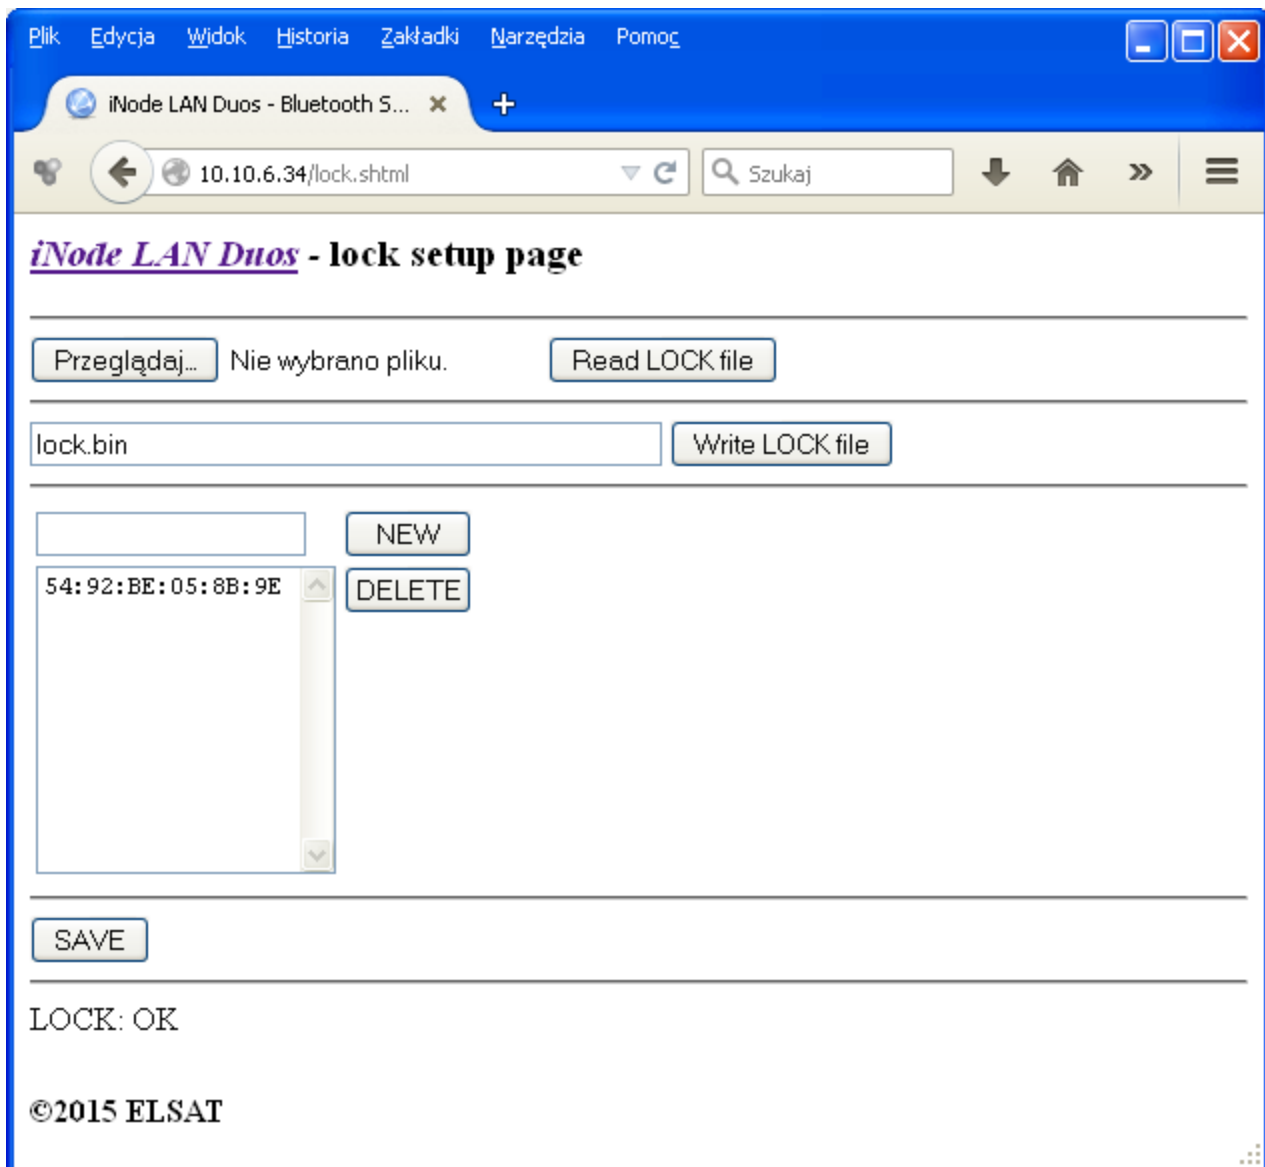 Plik Edycja Widok Historia Zakładki Narzędzia Pomoc
iNode LAN Duos - Bluetooth S...
10.10.6.34/lock.shtml Szukaj
iNode LAN Duos - lock setup page
Przeglądaj... Nie wybrano pliku. Read LOCK file
lock.bin Write LOCK file
NEW
54:92:BE:05:8B:9E DELETE
SAVE
LOCK: OK
©2015 ELSAT